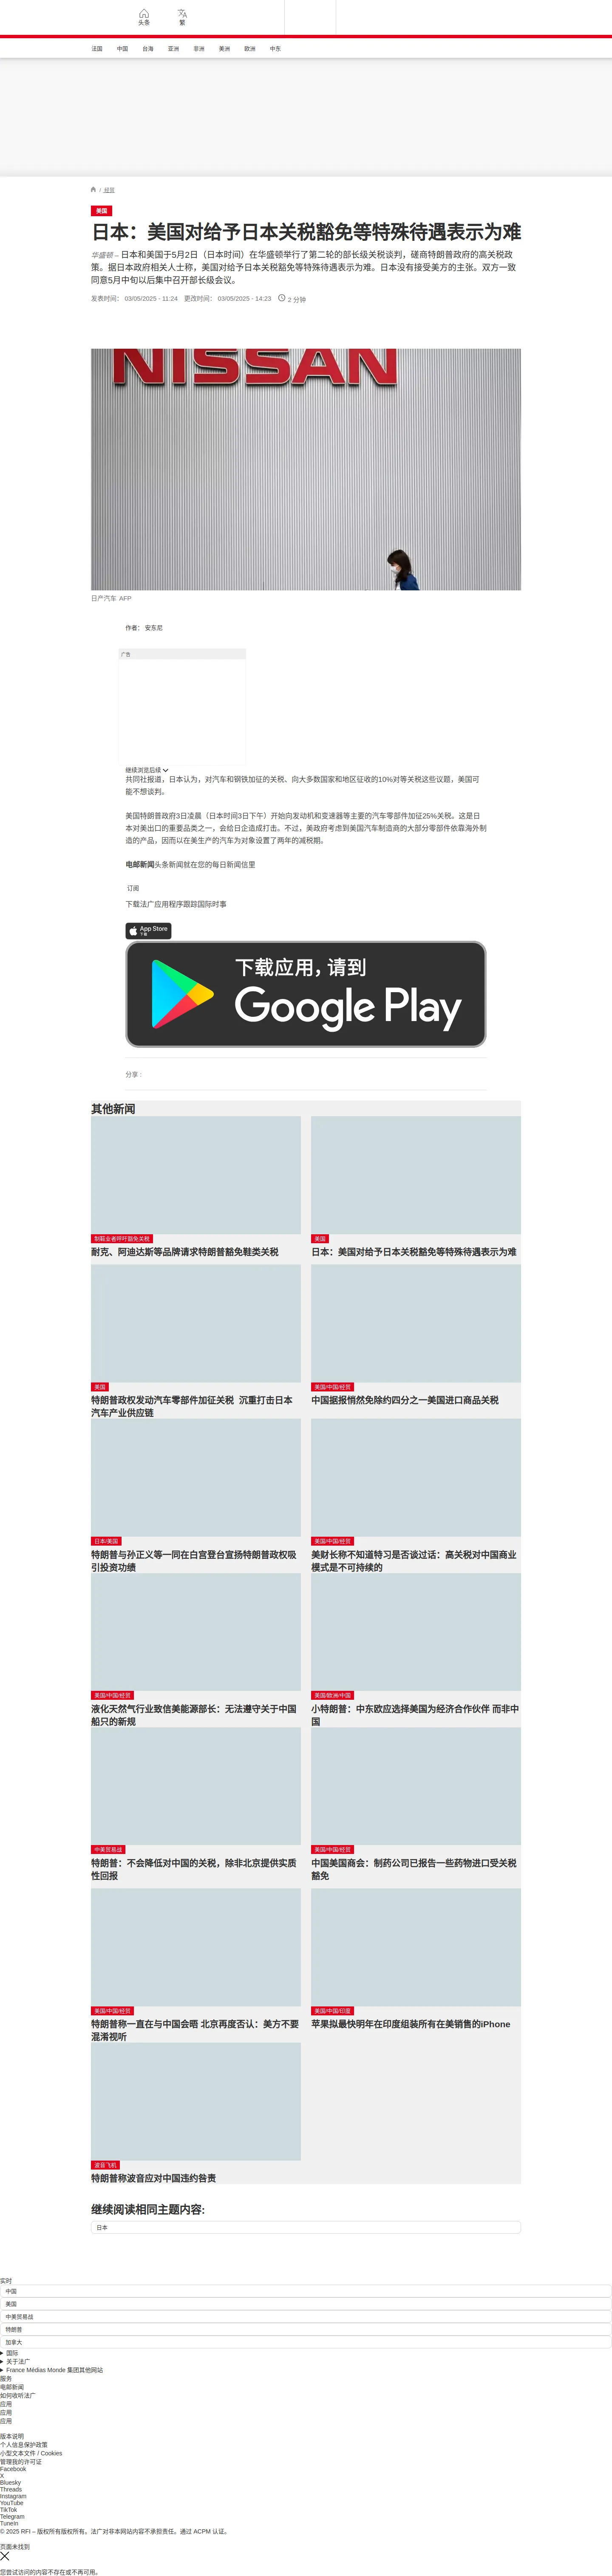 头条
繁
法国
中国
台海
亚洲
非洲
美洲
欧洲
中东
/ 经贸
美国
日本：美国对给予日本关税豁免等特殊待遇表示为难
华盛顿 – 日本和美国于5月2日（日本时间）在华盛顿举行了第二轮的部长级关税谈判，磋商特朗普政府的高关税政
策。据日本政府相关人士称，美国对给予日本关税豁免等特殊待遇表示为难。日本没有接受美方的主张。双方一致
同意5月中旬以后集中召开部长级会议。
发表时间： 03/05/2025 - 11:24 更改时间： 03/05/2025 - 14:23 2 分钟
NISSAN
日产汽车 AFP
作者： 安东尼
广告
继续浏览后续
共同社报道，日本认为，对汽车和钢铁加征的关税、向大多数国家和地区征收的10%对等关税这些议题，美国可
能不想谈判。
美国特朗普政府3日凌晨（日本时间3日下午）开始向发动机和变速器等主要的汽车零部件加征25%关税。这是日
本对美出口的重要品类之一，会给日企造成打击。不过，美政府考虑到美国汽车制造商的大部分零部件依靠海外制
造的产品，因而以在美生产的汽车为对象设置了两年的减税期。
电邮新闻头条新闻就在您的每日新闻信里
订阅
下载法广应用程序跟踪国际时事
App Store
下载
下载应用，请到
Google Play
分享 :
其他新闻
制鞋业者呼吁豁免关税
耐克、阿迪达斯等品牌请求特朗普豁免鞋类关税
美国
日本：美国对给予日本关税豁免等特殊待遇表示为难
美国
特朗普政权发动汽车零部件加征关税 沉重打击日本
汽车产业供应链
美国/中国/经贸
中国据报悄然免除约四分之一美国进口商品关税
日本/美国
特朗普与孙正义等一同在白宫登台宣扬特朗普政权吸
引投资功绩
美国/中国/经贸
美财长称不知道特习是否谈过话：高关税对中国商业
模式是不可持续的
美国/中国/经贸
液化天然气行业致信美能源部长：无法遵守关于中国
船只的新规
美国/欧洲/中国
小特朗普：中东欧应选择美国为经济合作伙伴 而非中
国
中美贸易战
特朗普：不会降低对中国的关税，除非北京提供实质
性回报
美国/中国/经贸
中国美国商会：制药公司已报告一些药物进口受关税
豁免
美国/中国/经贸
特朗普称一直在与中国会晤 北京再度否认：美方不要
混淆视听
美国/中国/印度
苹果拟最快明年在印度组装所有在美销售的iPhone
波音飞机
特朗普称波音应对中国违约咎责
继续阅读相同主题内容:
日本
实时
中国
美国
中美贸易战
特朗普
加拿大
国际
关于法广
France Médias Monde 集团其他网站
服务
电邮新闻
如何收听法广
应用
应用
应用
版本说明
个人信息保护政策
小型文本文件 / Cookies
管理我的许可证
Facebook
X
Bluesky
Threads
Instagram
YouTube
TikTok
Telegram
TuneIn
© 2025 RFI – 版权所有版权所有。法广对非本网站内容不承担责任。通过 ACPM 认证。
页面未找到
您尝试访问的内容不存在或不再可用。